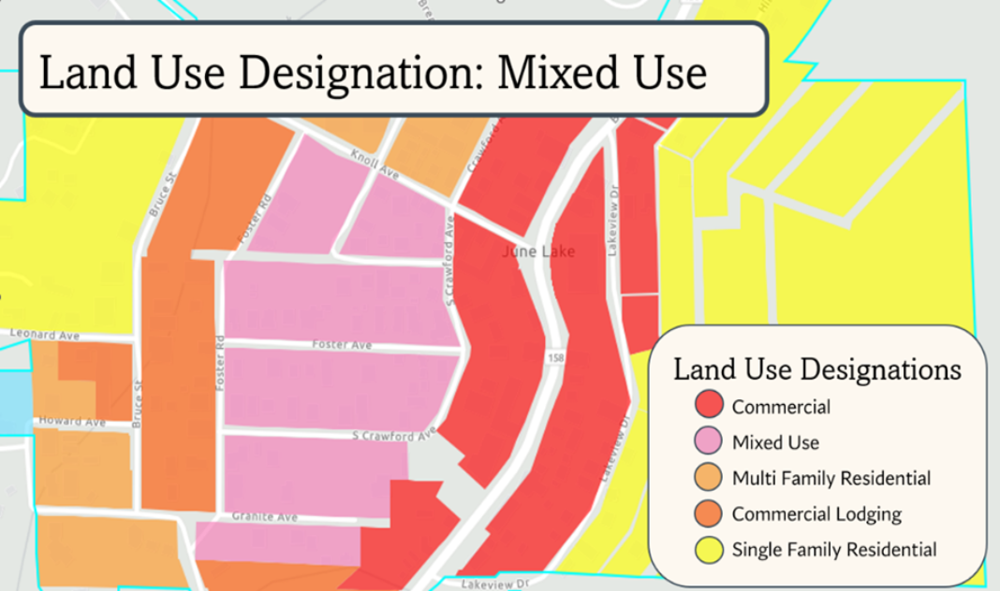 Land Use Designation: Mixed Use
Bruce St
Knoll Ave
Crawford
Foster Rd
S Crawford Ave
June Lake
Lakeview Dr
Leonard Ave
Foster Ave
158
Foster Rd
Bruce St
Howard Ave
S Crawford Ave
Lakeview Dr
Granite Ave
Lakeview Dr
Land Use Designations
Commercial
Mixed Use
Multi Family Residential
Commercial Lodging
Single Family Residential